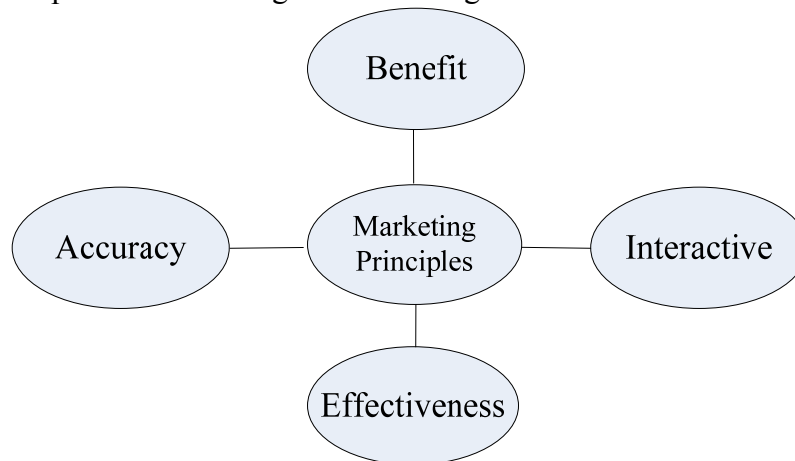 Benefit
Accuracy
Marketing
Principles
Interactive
Effectiveness